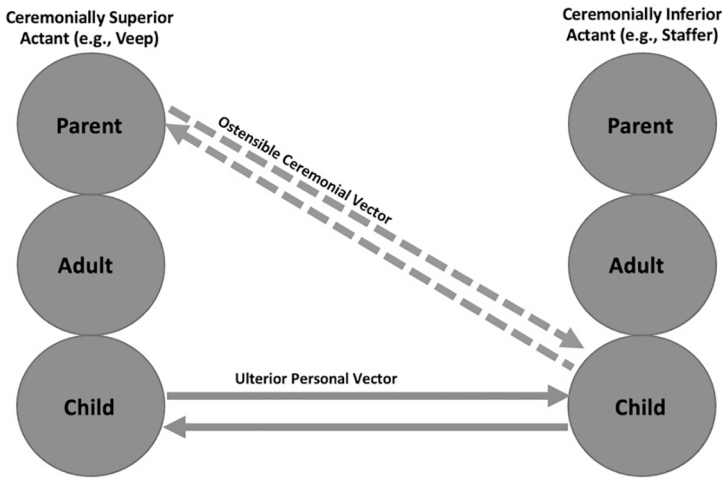 Ceremonially Superior
Actant (e.g., Veep)
Ceremonially Inferior
Actant (e.g., Staffer)
Parent
Parent
Ostensible Ceremonial Vector
Adult
Adult
Ulterior Personal Vector
Child
Child